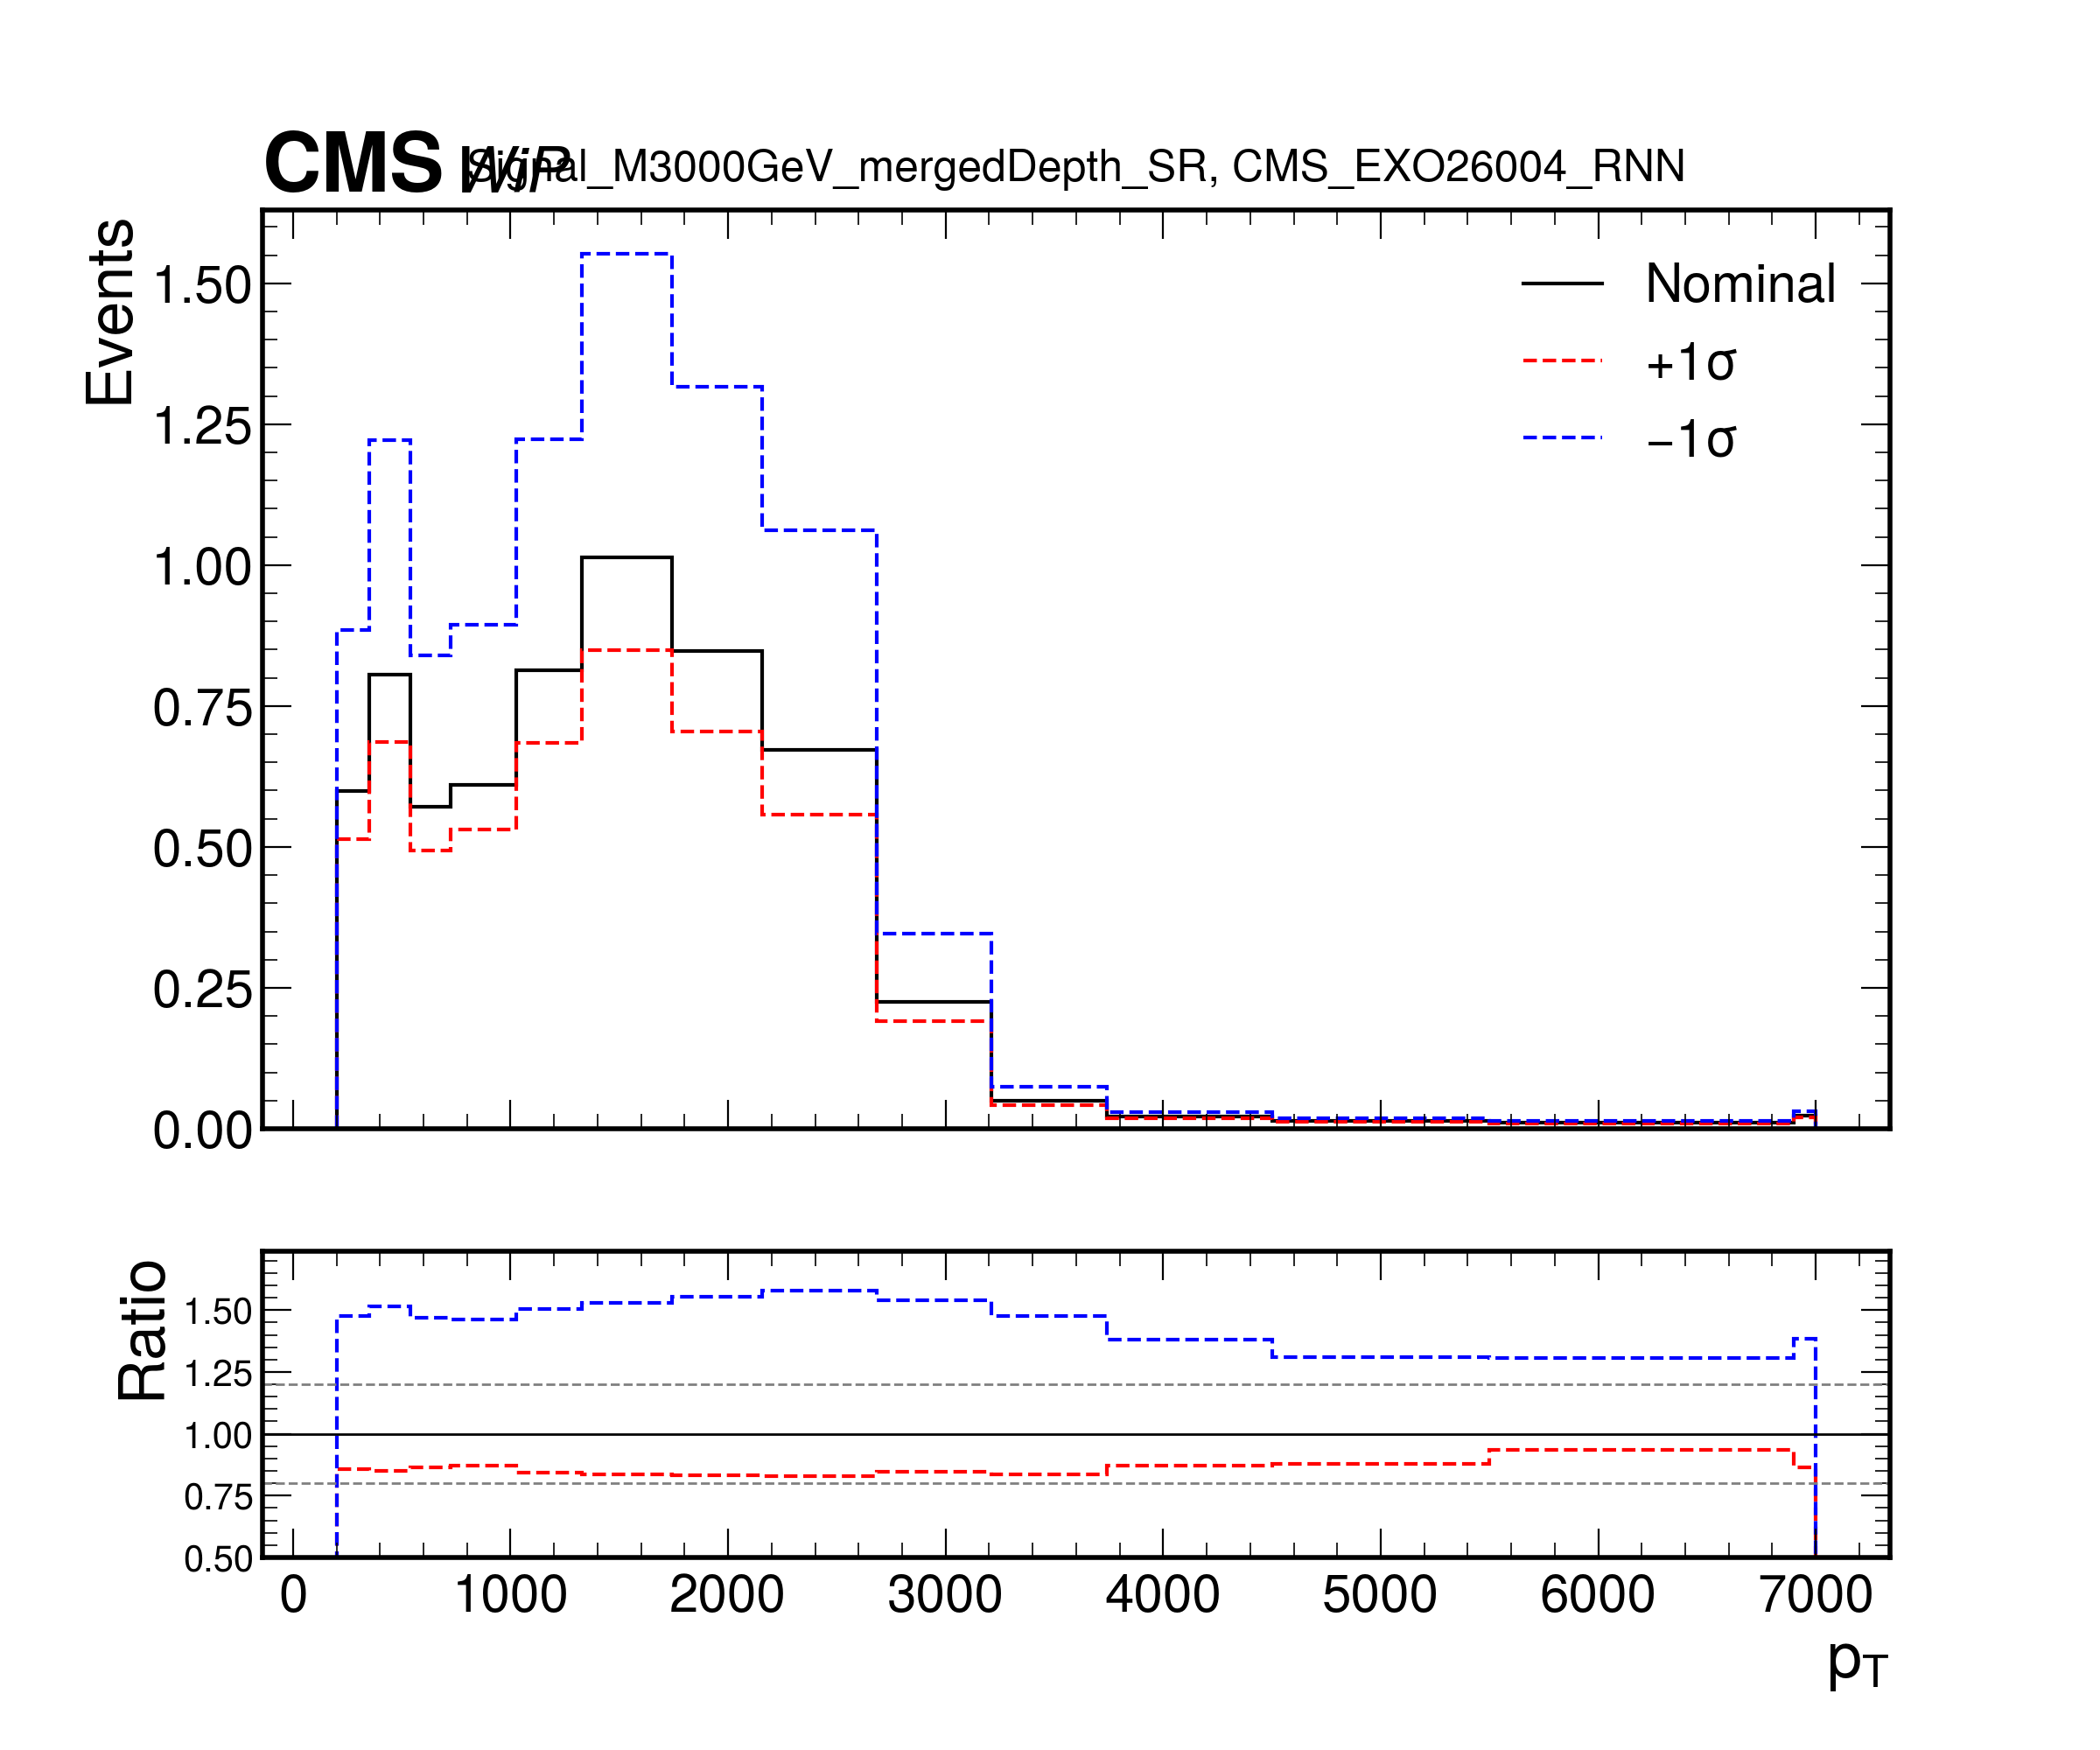 CMS WiP Signal_M3000GeV_mergedDepth_SR, CMS_EXO26004_RNN
Events
1.50
1.25
1.00
0.75
0.50
0.25
0.00
Nominal
+1σ
−1σ
Ratio
1.50
1.25
1.00
0.75
0.50
0 1000 2000 3000 4000 5000 6000 7000
pT